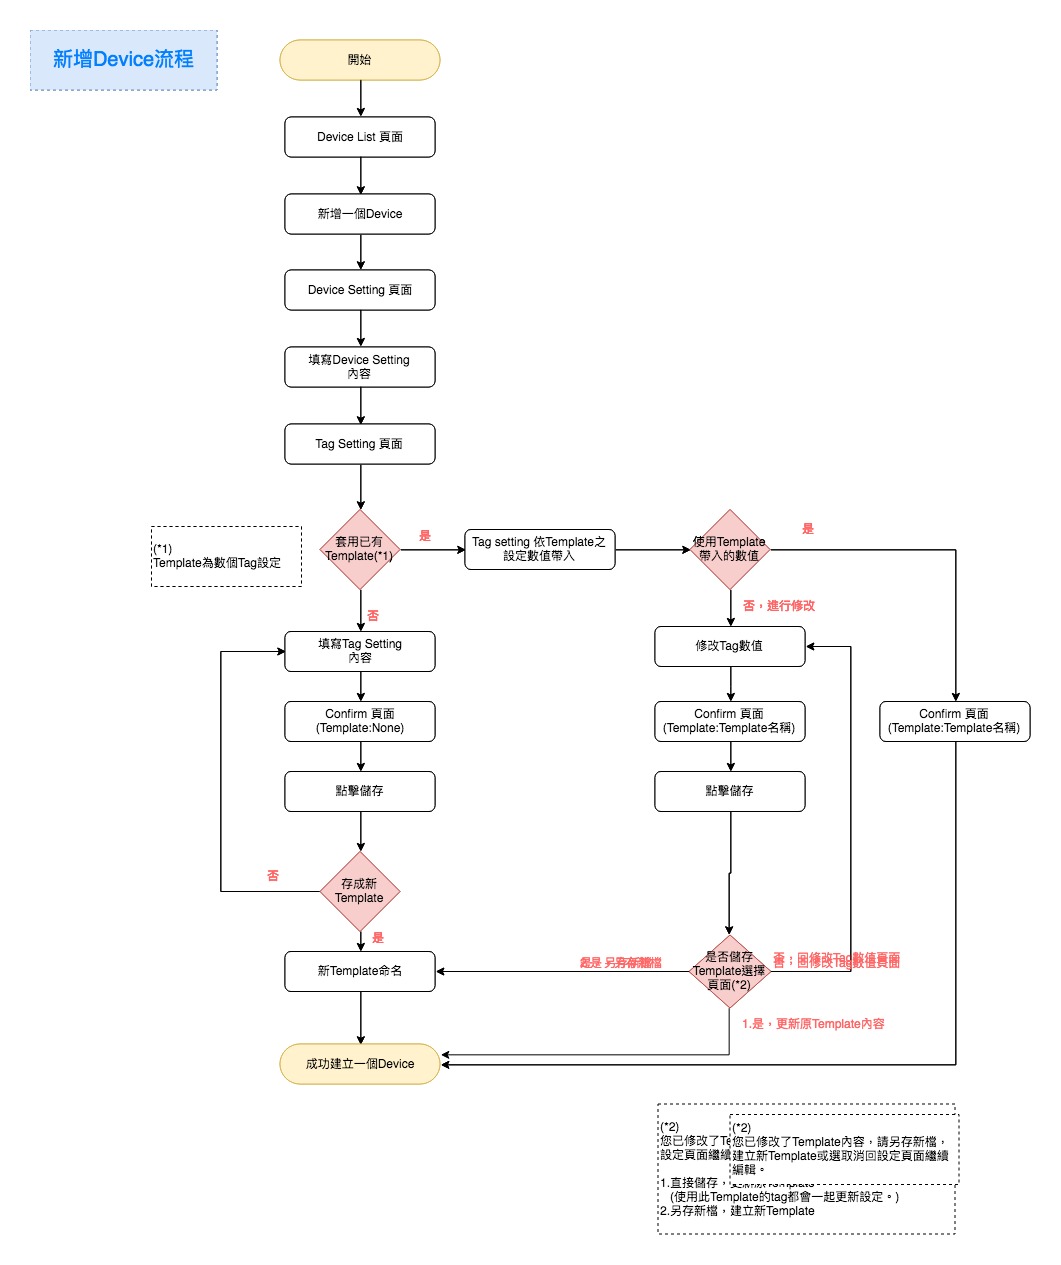 新增Device流程
開始
Device List 頁面
新增一個Device
Device Setting 頁面
填寫Device Setting
內容
Tag Setting 頁面
(*1)
Template為數個Tag設定
套用已有
Template(*1)
是
Tag setting 依Template之
設定數值帶入
使用Template
帶入的數值
是
否
否，進行修改
填寫Tag Setting
內容
修改Tag數值
Confirm 頁面
(Template:None)
Confirm 頁面
(Template:Template名稱)
Confirm 頁面
(Template:Template名稱)
點擊儲存
點擊儲存
否
存成新
Template
是
新Template命名
是否儲存
Template選擇
頁面(*2)
否，回修改Tag數值頁面
1.是，更新原Template內容
成功建立一個Device
(*2)
您已修改了
設定頁面繼續
1.直接儲存，
(使用此Template的tag都會一起更新設定。)
2.另存新檔，建立新Template
(*2)
您已修改了Template內容，請另存新檔，
建立新Template或選取消回設定頁面繼續
編輯。